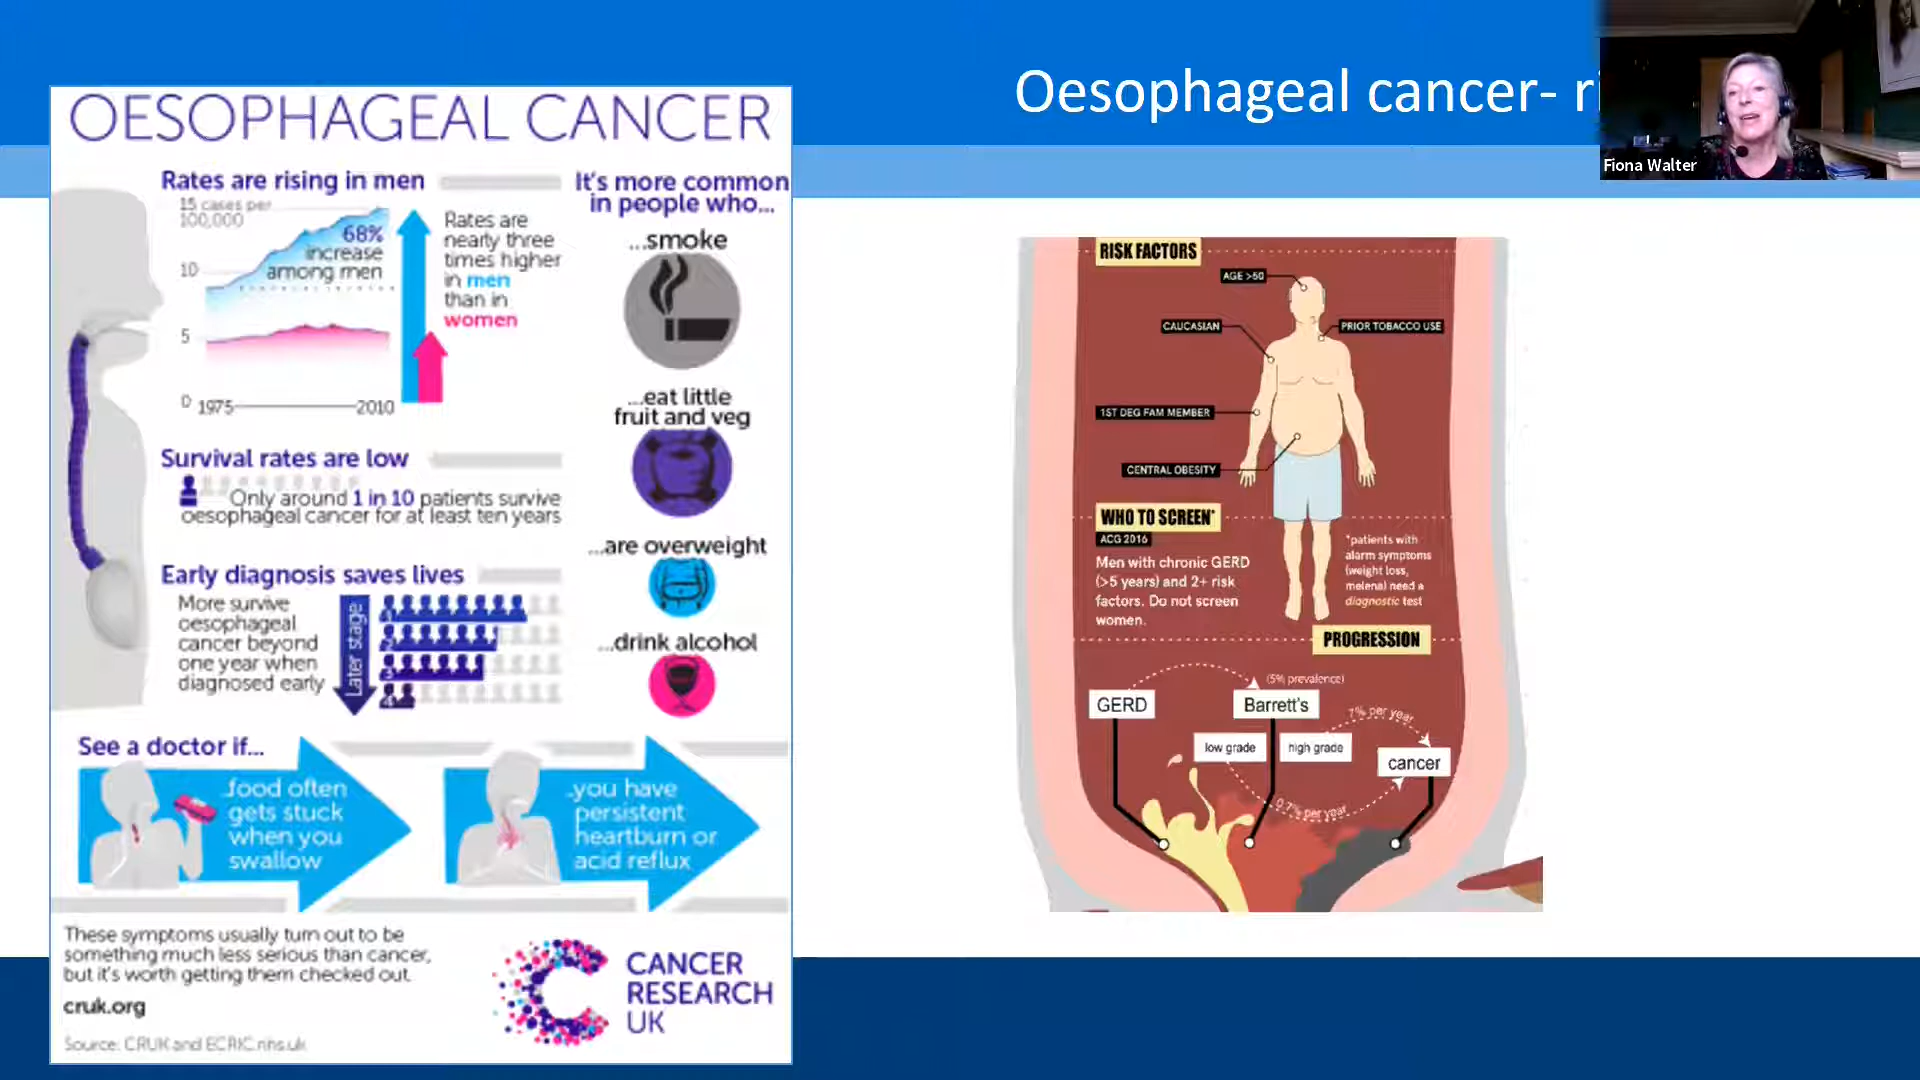 Oesophageal cancer- ri
Fiona Walter
OESOPHAGEAL CANCER
Rates are rising in men
15 cases per
100,000
10
5
0
1975
2010
68%
increase
among men
Rates are
nearly three
times higher
in men
than in
women
It's more common
in people who...
...smoke
...eat little
fruit and veg
...are overweight
...drink alcohol
Survival rates are low
Only around 1 in 10 patients survive
oesophageal cancer for at least ten years
Early diagnosis saves lives
More survive
oesophageal
cancer beyond
one year when
diagnosed early
Later stage
1
2
3
4
See a doctor if...
..food often
gets stuck
when you
swallow
..you have
persistent
heartburn or
acid reflux
These symptoms usually turn out to be
something much less serious than cancer,
but it's worth getting them checked out.
cruk.org
Source: CRUK and ECRIC.nhs.uk
CANCER
RESEARCH
UK
RISK FACTORS
AGE >50
CAUCASIAN
PRIOR TOBACCO USE
1ST DEG FAM MEMBER
CENTRAL OBESITY
WHO TO SCREEN*
ACG 2016
Men with chronic GERD
(>5 years) and 2+ risk
factors. Do not screen
women.
*patients with
alarm symptoms
(weight loss,
melena) need a
diagnostic test
PROGRESSION
(5% prevalence)
GERD
Barrett's
7% per year
low grade
high grade
cancer
0.7% per year